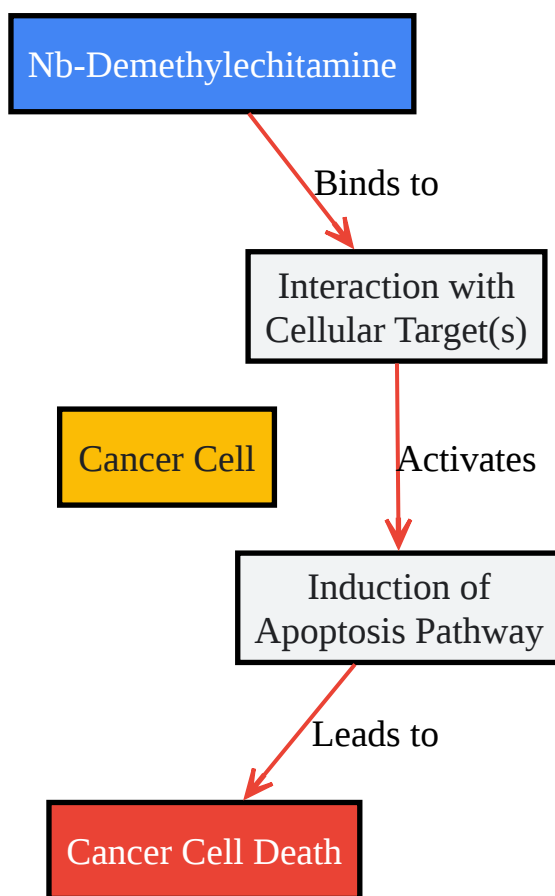 Nb-Demethylechitamine
Binds to
Interaction with
Cellular Target(s)
Cancer Cell
Activates
Induction of
Apoptosis Pathway
Leads to
Cancer Cell Death